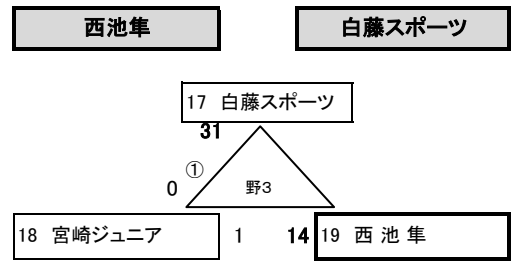 西池隼 白藤スポーツ
17 白藤スポーツ
31
①
0 野3
18 宮崎ジュニア 1 14 19 西池隼